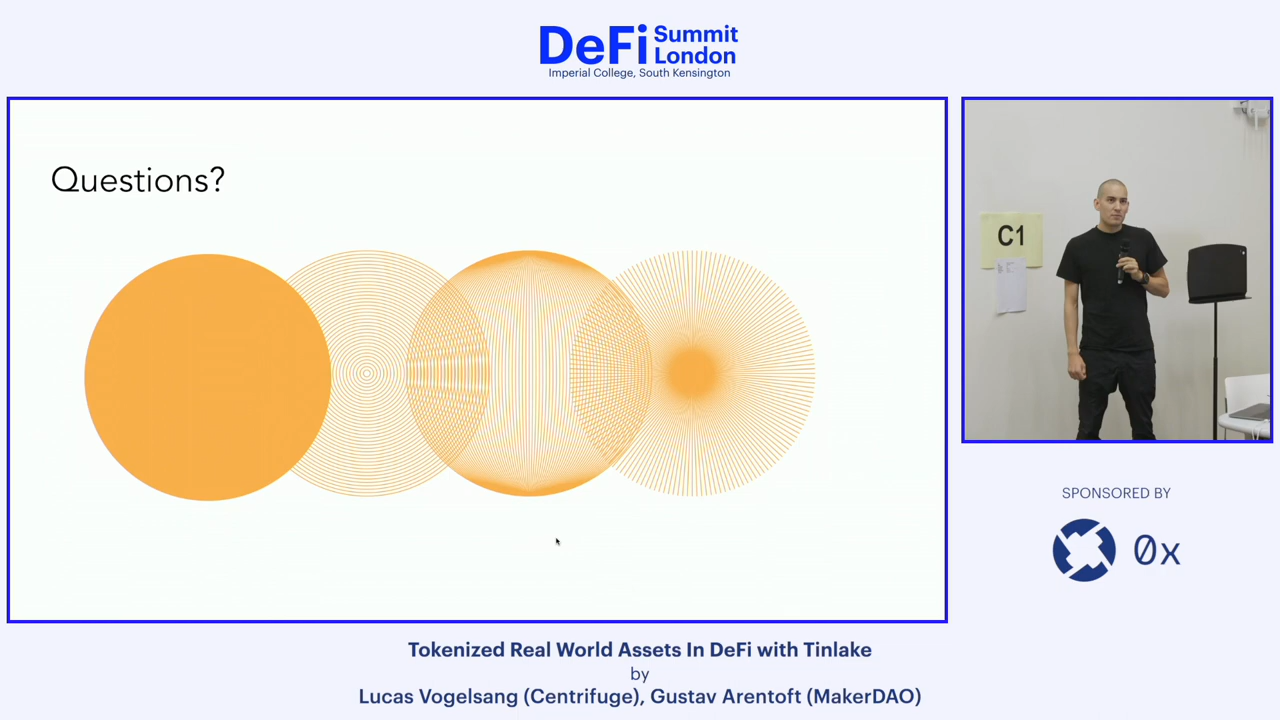 DeFi Summit London
Imperial College, South Kensington
Questions?
C1
SPONSORED BY
0x
Tokenized Real World Assets In DeFi with Tinlake
by
Lucas Vogelsang (Centrifuge), Gustav Arentoft (MakerDAO)